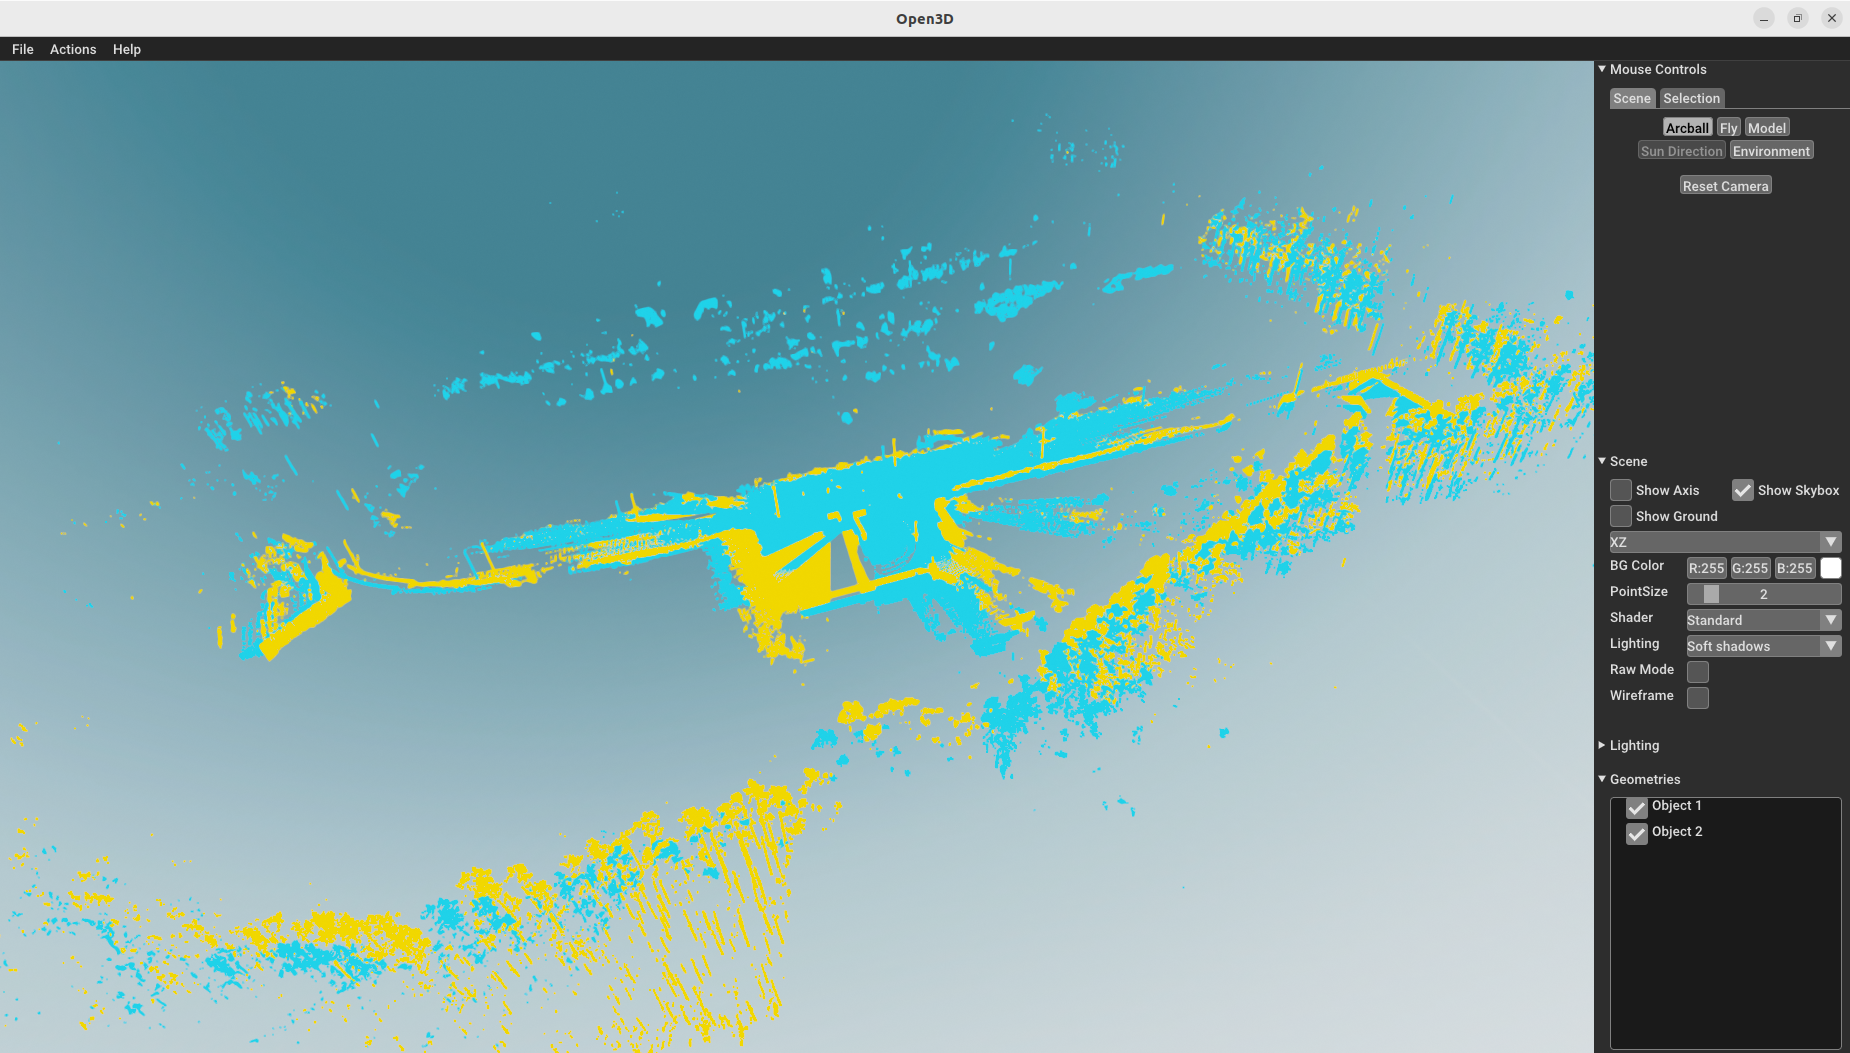 Open3D
File Actions Help
Mouse Controls
Scene Selection
Arcball Fly Model
Sun Direction Environment
Reset Camera
Scene
Show Axis Show Skybox
Show Ground
XZ
BG Color R:255 G:255 B:255
PointSize 2
Shader Standard
Lighting Soft shadows
Raw Mode
Wireframe
Lighting
Geometries
Object 1
Object 2